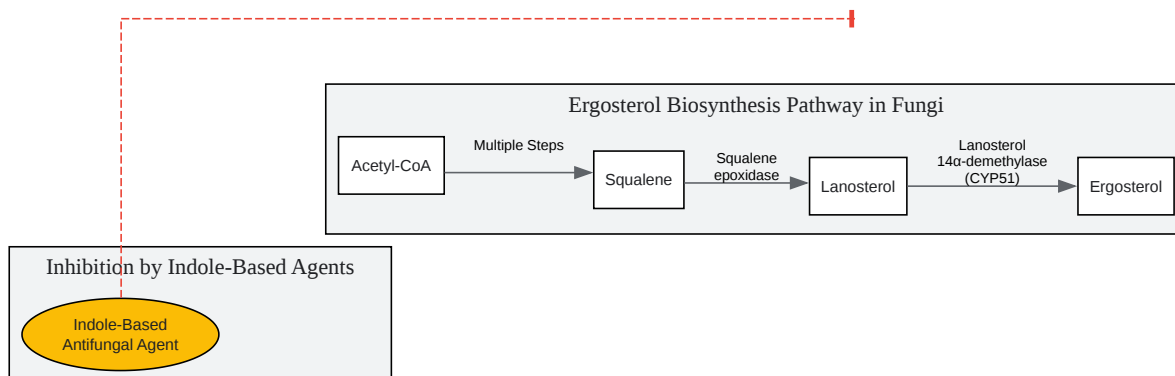 Ergosterol Biosynthesis Pathway in Fungi
Acetyl-CoA
Multiple Steps
Squalene
Squalene
epoxidase
Lanosterol
Lanosterol
14α-demethylase
(CYP51)
Ergosterol
Inhibition by Indole-Based Agents
Indole-Based
Antifungal Agent